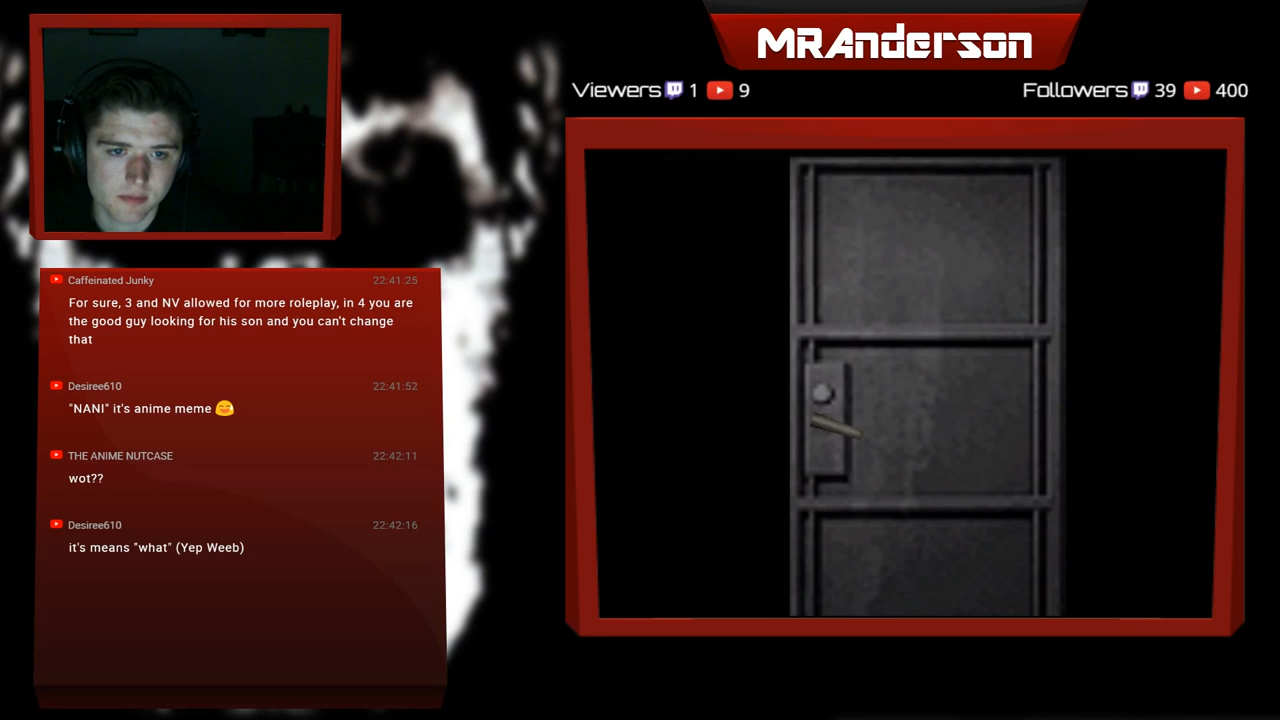 MRAnderson
Viewers 1 9
Followers 39 400
Caffeinated Junky 22:41:25
For sure, 3 and NV allowed for more roleplay, in 4 you are
the good guy looking for his son and you can't change
that
Desiree610 22:41:52
"NANI" it's anime meme 😊
THE ANIME NUTCASE 22:42:11
wot??
Desiree610 22:42:16
it's means "what" (Yep Weeb)